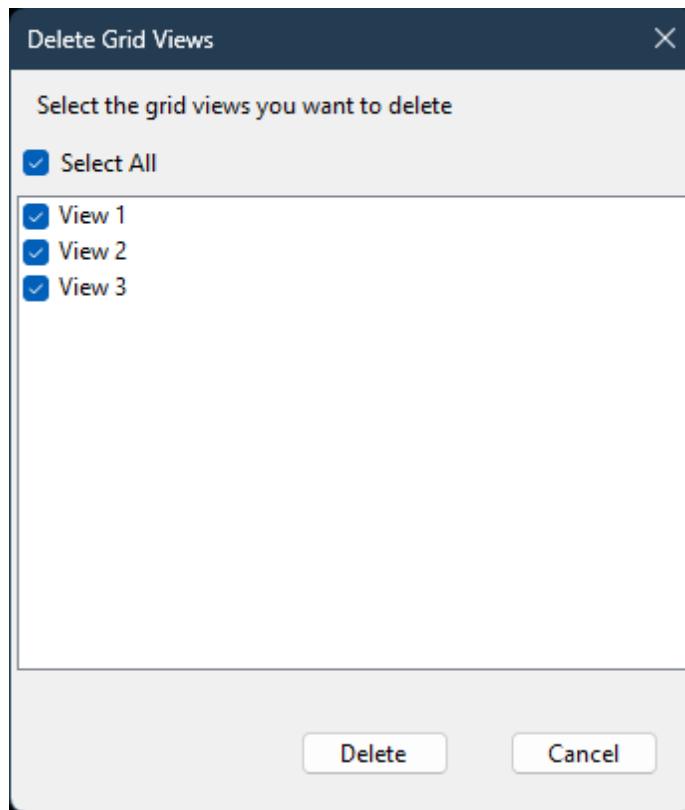 Delete Grid Views
Select the grid views you want to delete
Select All
View 1
View 2
View 3
Delete Cancel